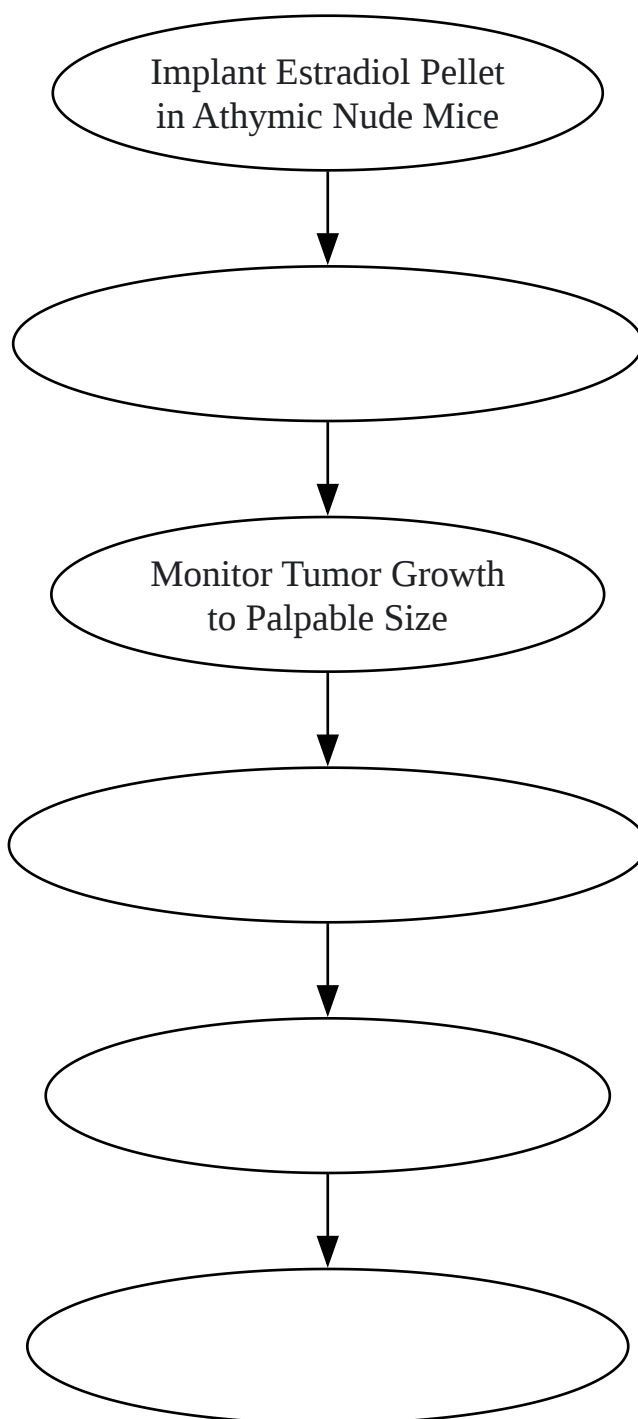 Implant Estradiol Pellet
in Athymic Nude Mice
Monitor Tumor Growth
to Palpable Size